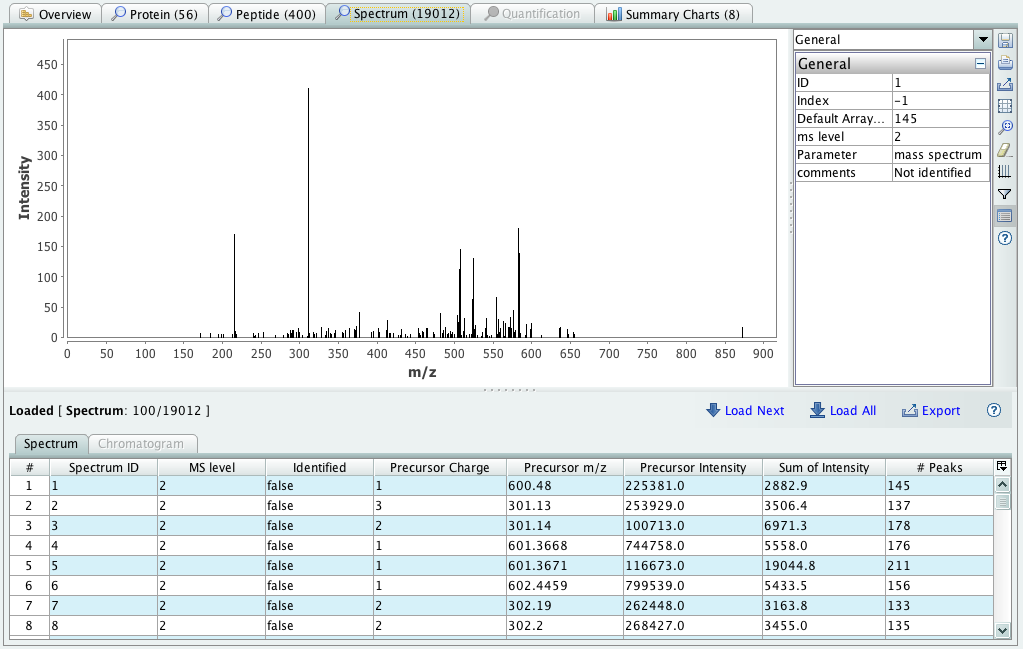 Overview Protein (56) Peptide (400) Spectrum (19012) Quantification Summary Charts (8)
450
400
350
300
250
200
150
100
50
0
Intensity
0 50 100 150 200 250 300 350 400 450 500 550 600 650 700 750 800 850 900
m/z
General
General
ID 1
Index -1
Default Array... 145
ms level 2
Parameter mass spectrum
comments Not identified
Loaded [ Spectrum: 100/19012 ] Load Next Load All Export
Spectrum Chromatogram
# Spectrum ID MS level Identified Precursor Charge Precursor m/z Precursor Intensity Sum of Intensity # Peaks
1 1 2 false 1 600.48 225381.0 2882.9 145
2 2 2 false 3 301.13 253929.0 3506.4 137
3 3 2 false 2 301.14 100713.0 6971.3 178
4 4 2 false 1 601.3668 744758.0 5558.0 176
5 5 2 false 1 601.3671 116673.0 19044.8 211
6 6 2 false 1 602.4459 799539.0 5433.5 156
7 7 2 false 2 302.19 262448.0 3163.8 133
8 8 2 false 2 302.2 268427.0 3455.0 135